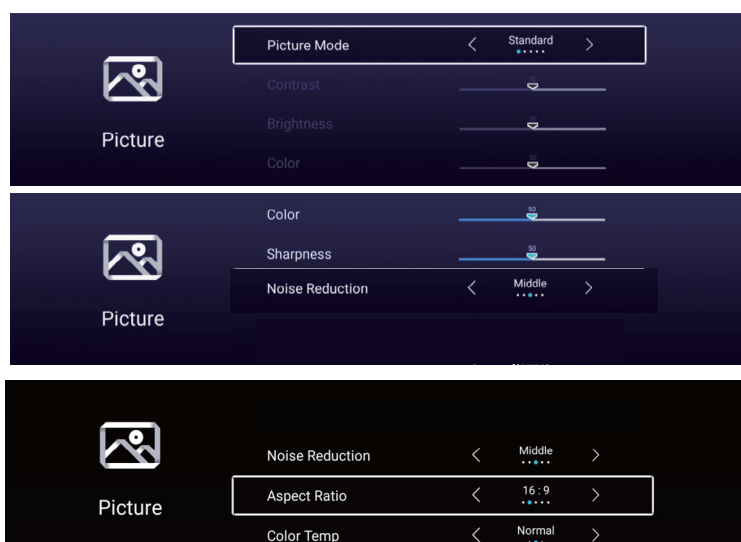 Picture Mode
Standard
Contrast
Brightness
Color
Picture
Color
50
Sharpness
50
Noise Reduction
Middle
Picture
Noise Reduction
Middle
Aspect Ratio
16 : 9
Color Temp
Normal
Picture